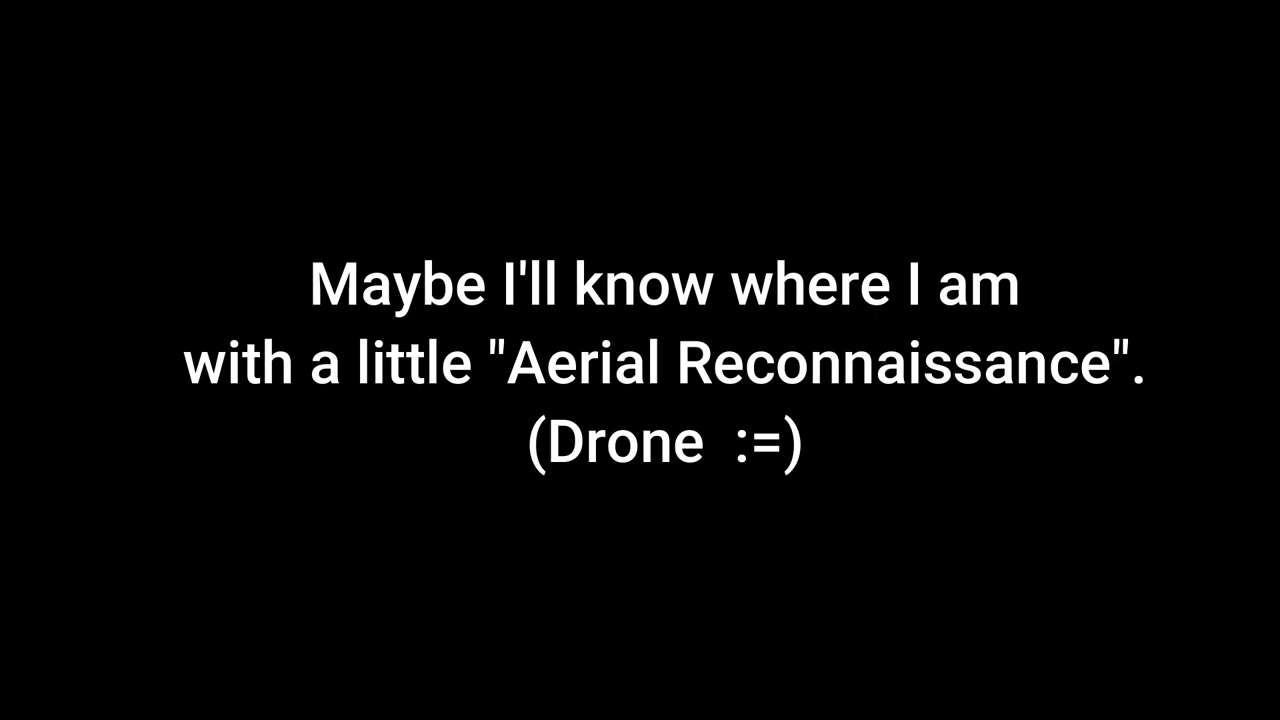 Maybe I'll know where I am
with a little "Aerial Reconnaissance".
(Drone  :=)